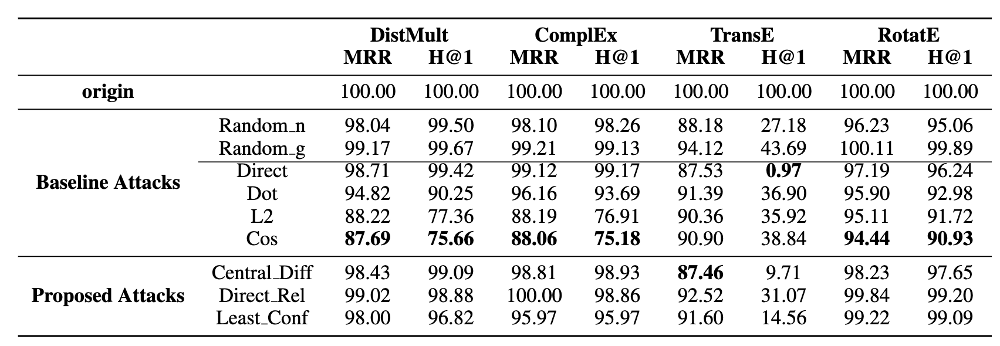 DistMult ComplEx TransE RotatE
MRR H@1 MRR H@1 MRR H@1 MRR H@1
origin 100.00 100.00 100.00 100.00 100.00 100.00 100.00 100.00
Random_n 98.04 99.50 98.10 98.26 88.18 27.18 96.23 95.06
Random_g 99.17 99.67 99.21 99.13 94.12 43.69 100.11 99.89
Direct 98.71 99.42 99.12 99.17 87.53 0.97 97.19 96.24
Baseline Attacks
Dot 94.82 90.25 96.16 93.69 91.39 36.90 95.90 92.98
L2 88.22 77.36 88.19 76.91 90.36 35.92 95.11 91.72
Cos 87.69 75.66 88.06 75.18 90.90 38.84 94.44 90.93
Central_Diff 98.43 99.09 98.81 98.93 87.46 9.71 98.23 97.65
Proposed Attacks Direct_Rel 99.02 98.88 100.00 98.86 92.52 31.07 99.84 99.20
Least_Conf 98.00 96.82 95.97 95.97 91.60 14.56 99.22 99.09